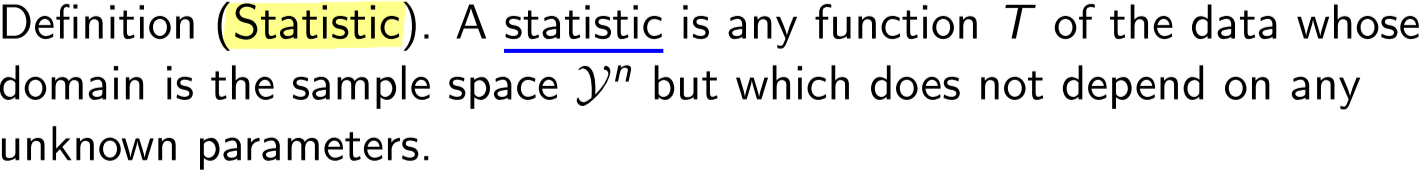 Definition (Statistic). A statistic is any function T of the data whose
domain is the sample space 𝒴ⁿ but which does not depend on any
unknown parameters.